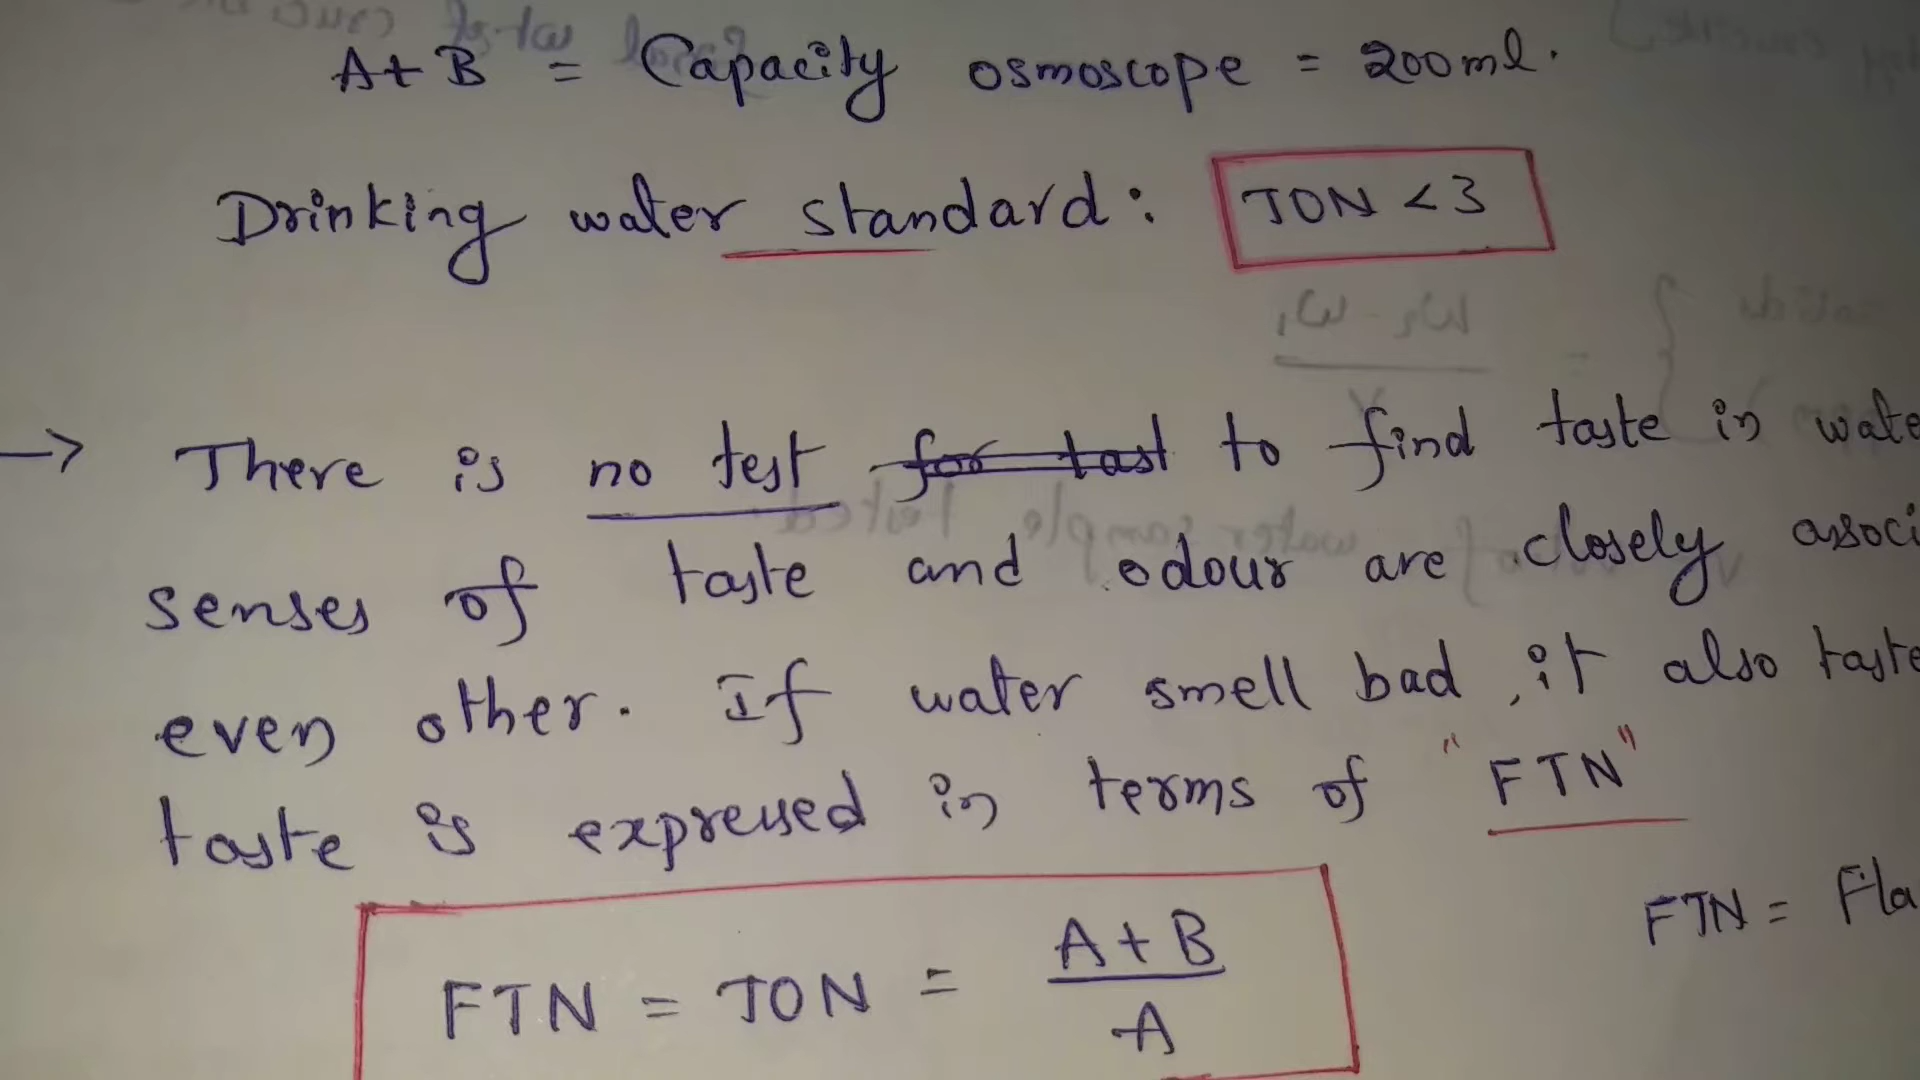 A+B = Capacity osmoscope = 200ml.
Drinking water standard: TON <3
→ There is no test for tast to find taste in wate
senses of taste and odour are closely associ
even other. If water smell bad, it also taste
taste is expressed in terms of "FTN"
FTN = Fla
FTN = TON = A+B
A